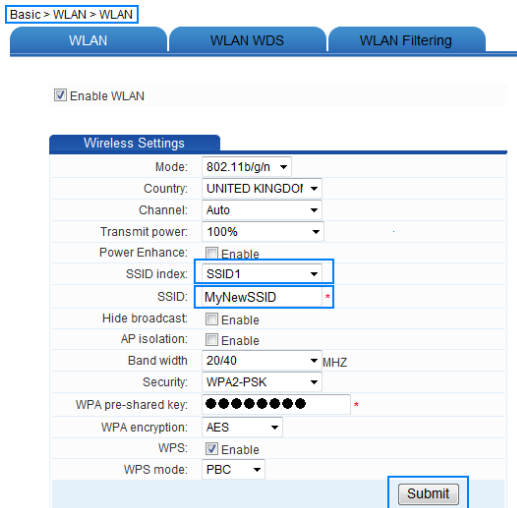 Basic > WLAN > WLAN
WLAN WLAN WDS WLAN Filtering
Enable WLAN
Wireless Settings
Mode: 802.11b/g/n
Country: UNITED KINGDOM
Channel: Auto
Transmit power: 100%
Power Enhance: Enable
SSID index: SSID1
SSID: MyNewSSID *
Hide broadcast: Enable
AP isolation: Enable
Band width 20/40 MHZ
Security: WPA2-PSK
WPA pre-shared key: ●●●●●●●● *
WPA encryption: AES
WPS: Enable
WPS mode: PBC
Submit